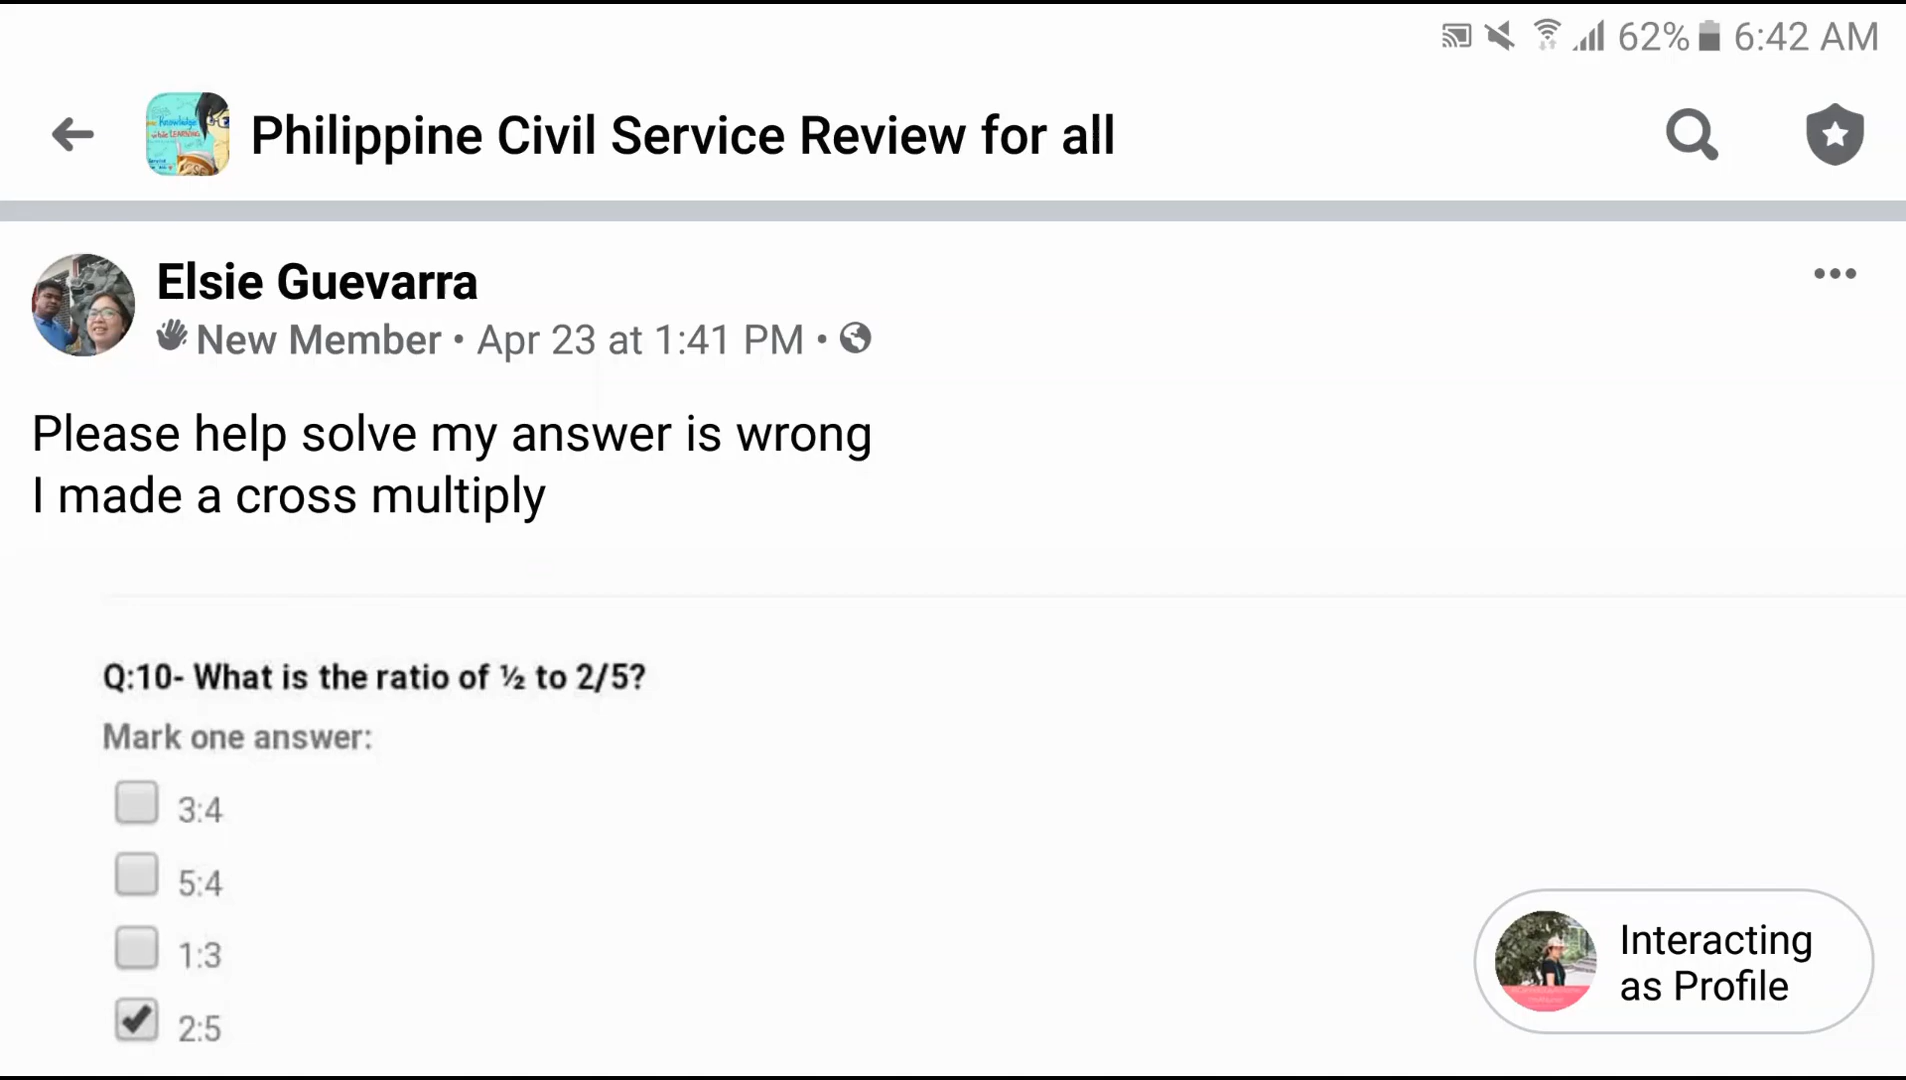 62% 6:42 AM
Philippine Civil Service Review for all
Elsie Guevarra
New Member • Apr 23 at 1:41 PM •
Please help solve my answer is wrong
I made a cross multiply
Q:10- What is the ratio of ½ to 2/5?
Mark one answer:
3:4
5:4
1:3
2:5
Interacting
as Profile